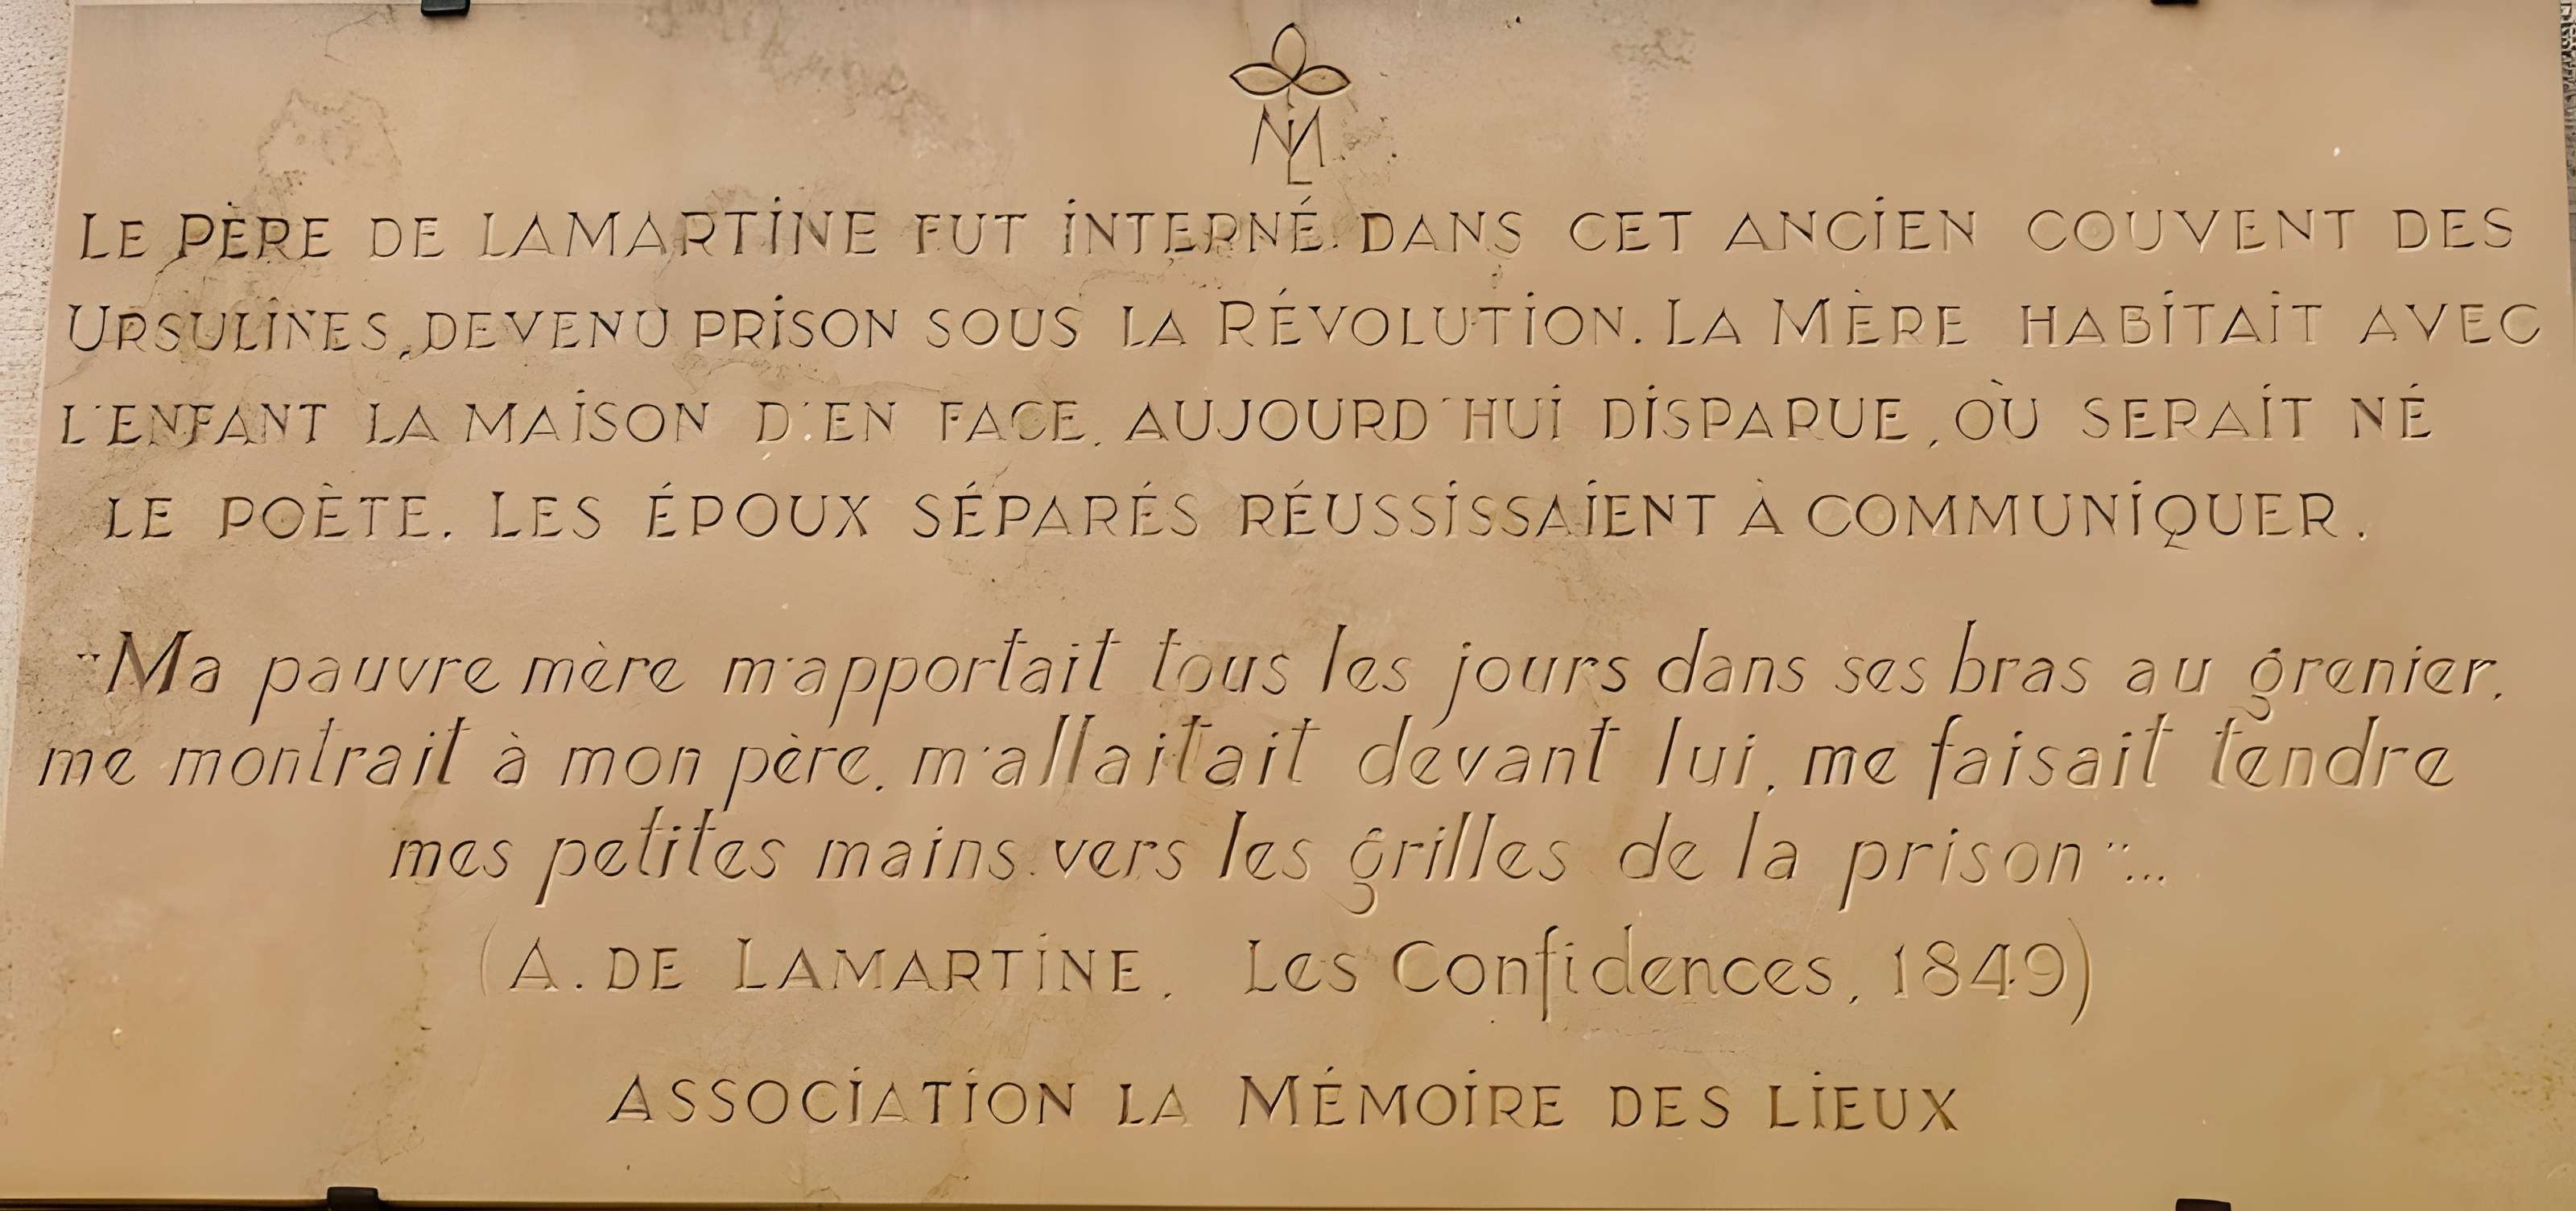 ML
LE PÈRE DE LAMARTINE FUT INTERNÉ DANS CET ANCIEN COUVENT DES
URSULINES, DEVENU PRISON SOUS LA RÉVOLUTION. LA MÈRE HABITAIT AVEC
L'ENFANT LA MAISON D'EN FACE, AUJOURD'HUI DISPARUE, OÙ SERAIT NÉ
LE POÈTE. LES ÉPOUX SÉPARÉS RÉUSSISSAIENT À COMMUNIQUER.
"Ma pauvre mère m'apportait tous les jours dans ses bras au grenier,
me montrait à mon père, m'allaitait devant lui, me faisait tendre
mes petites mains vers les grilles de la prison"...
(A. DE LAMARTINE, Les Confidences, 1849)
ASSOCIATION LA MÉMOIRE DES LIEUX